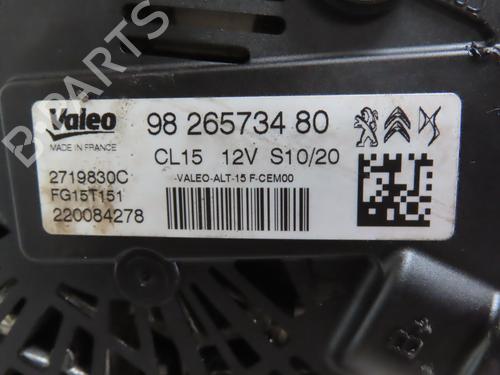 Valeo
MADE IN FRANCE
98 265734 80
CL15 12V S10/20
2719830C
FG15T151
220084278
-VALEO-ALT-15 F-CEM00
B+
B-PARTS